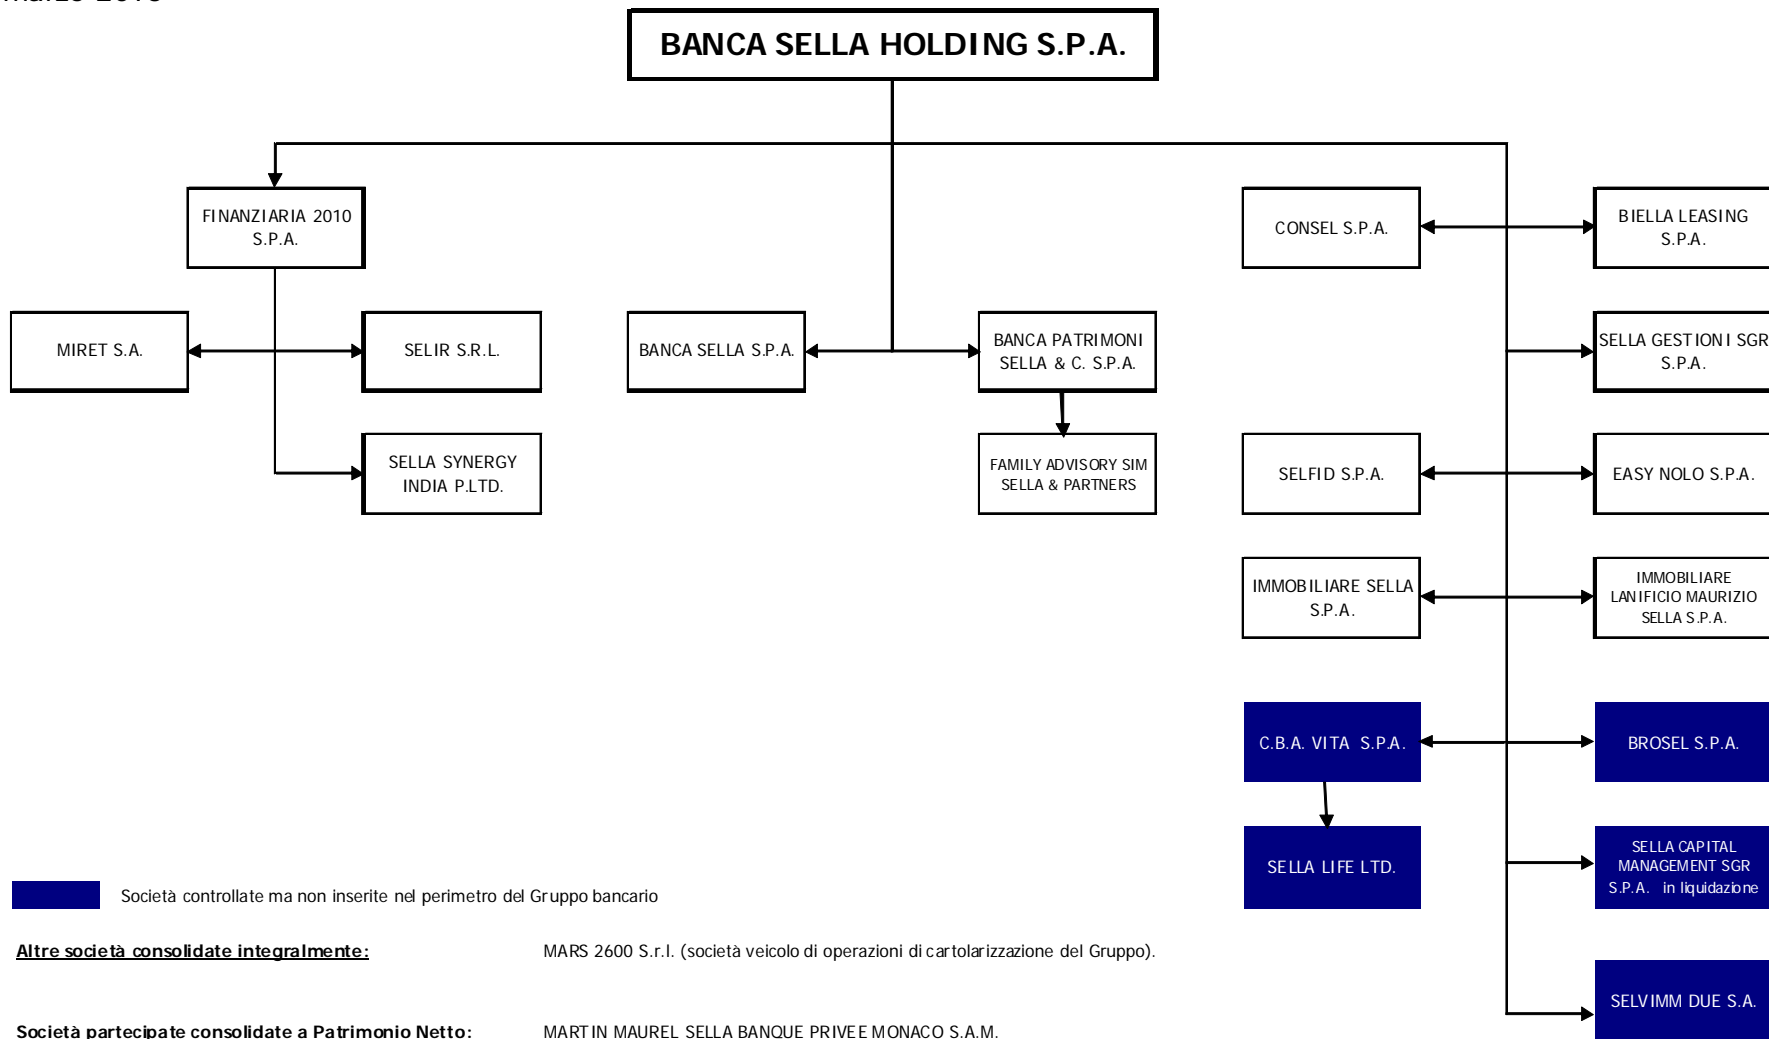 BANCA SELLA HOLDING S.P.A.
FINANZIARIA 2010
S.P.A.
CONSEL S.P.A.
BIELLA LEASING
S.P.A.
MIRET S.A.
SELIR S.R.L.
BANCA SELLA S.P.A.
BANCA PATRIMONI
SELLA & C. S.P.A.
SELLA GESTIONI SGR
S.P.A.
SELLA SYNERGY
INDIA P.LTD.
FAMILY ADVISORY SIM
SELLA & PARTNERS
SELFID S.P.A.
EASY NOLO S.P.A.
IMMOBILIARE SELLA
S.P.A.
IMMOBILIARE
LANIFICIO MAURIZIO
SELLA S.P.A.
C.B.A. VITA S.P.A.
BROSEL S.P.A.
SELLA LIFE LTD.
SELLA CAPITAL
MANAGEMENT SGR
S.P.A. in liquidazione
Società controllate ma non inserite nel perimetro del Gruppo bancario
Altre società consolidate integralmente: MARS 2600 S.r.l. (società veicolo di operazioni di cartolarizzazione del Gruppo).
SELVIMM DUE S.A.
Società partecipate consolidate a Patrimonio Netto: MARTIN MAUREL SELLA BANQUE PRIVEE MONACO S.A.M.